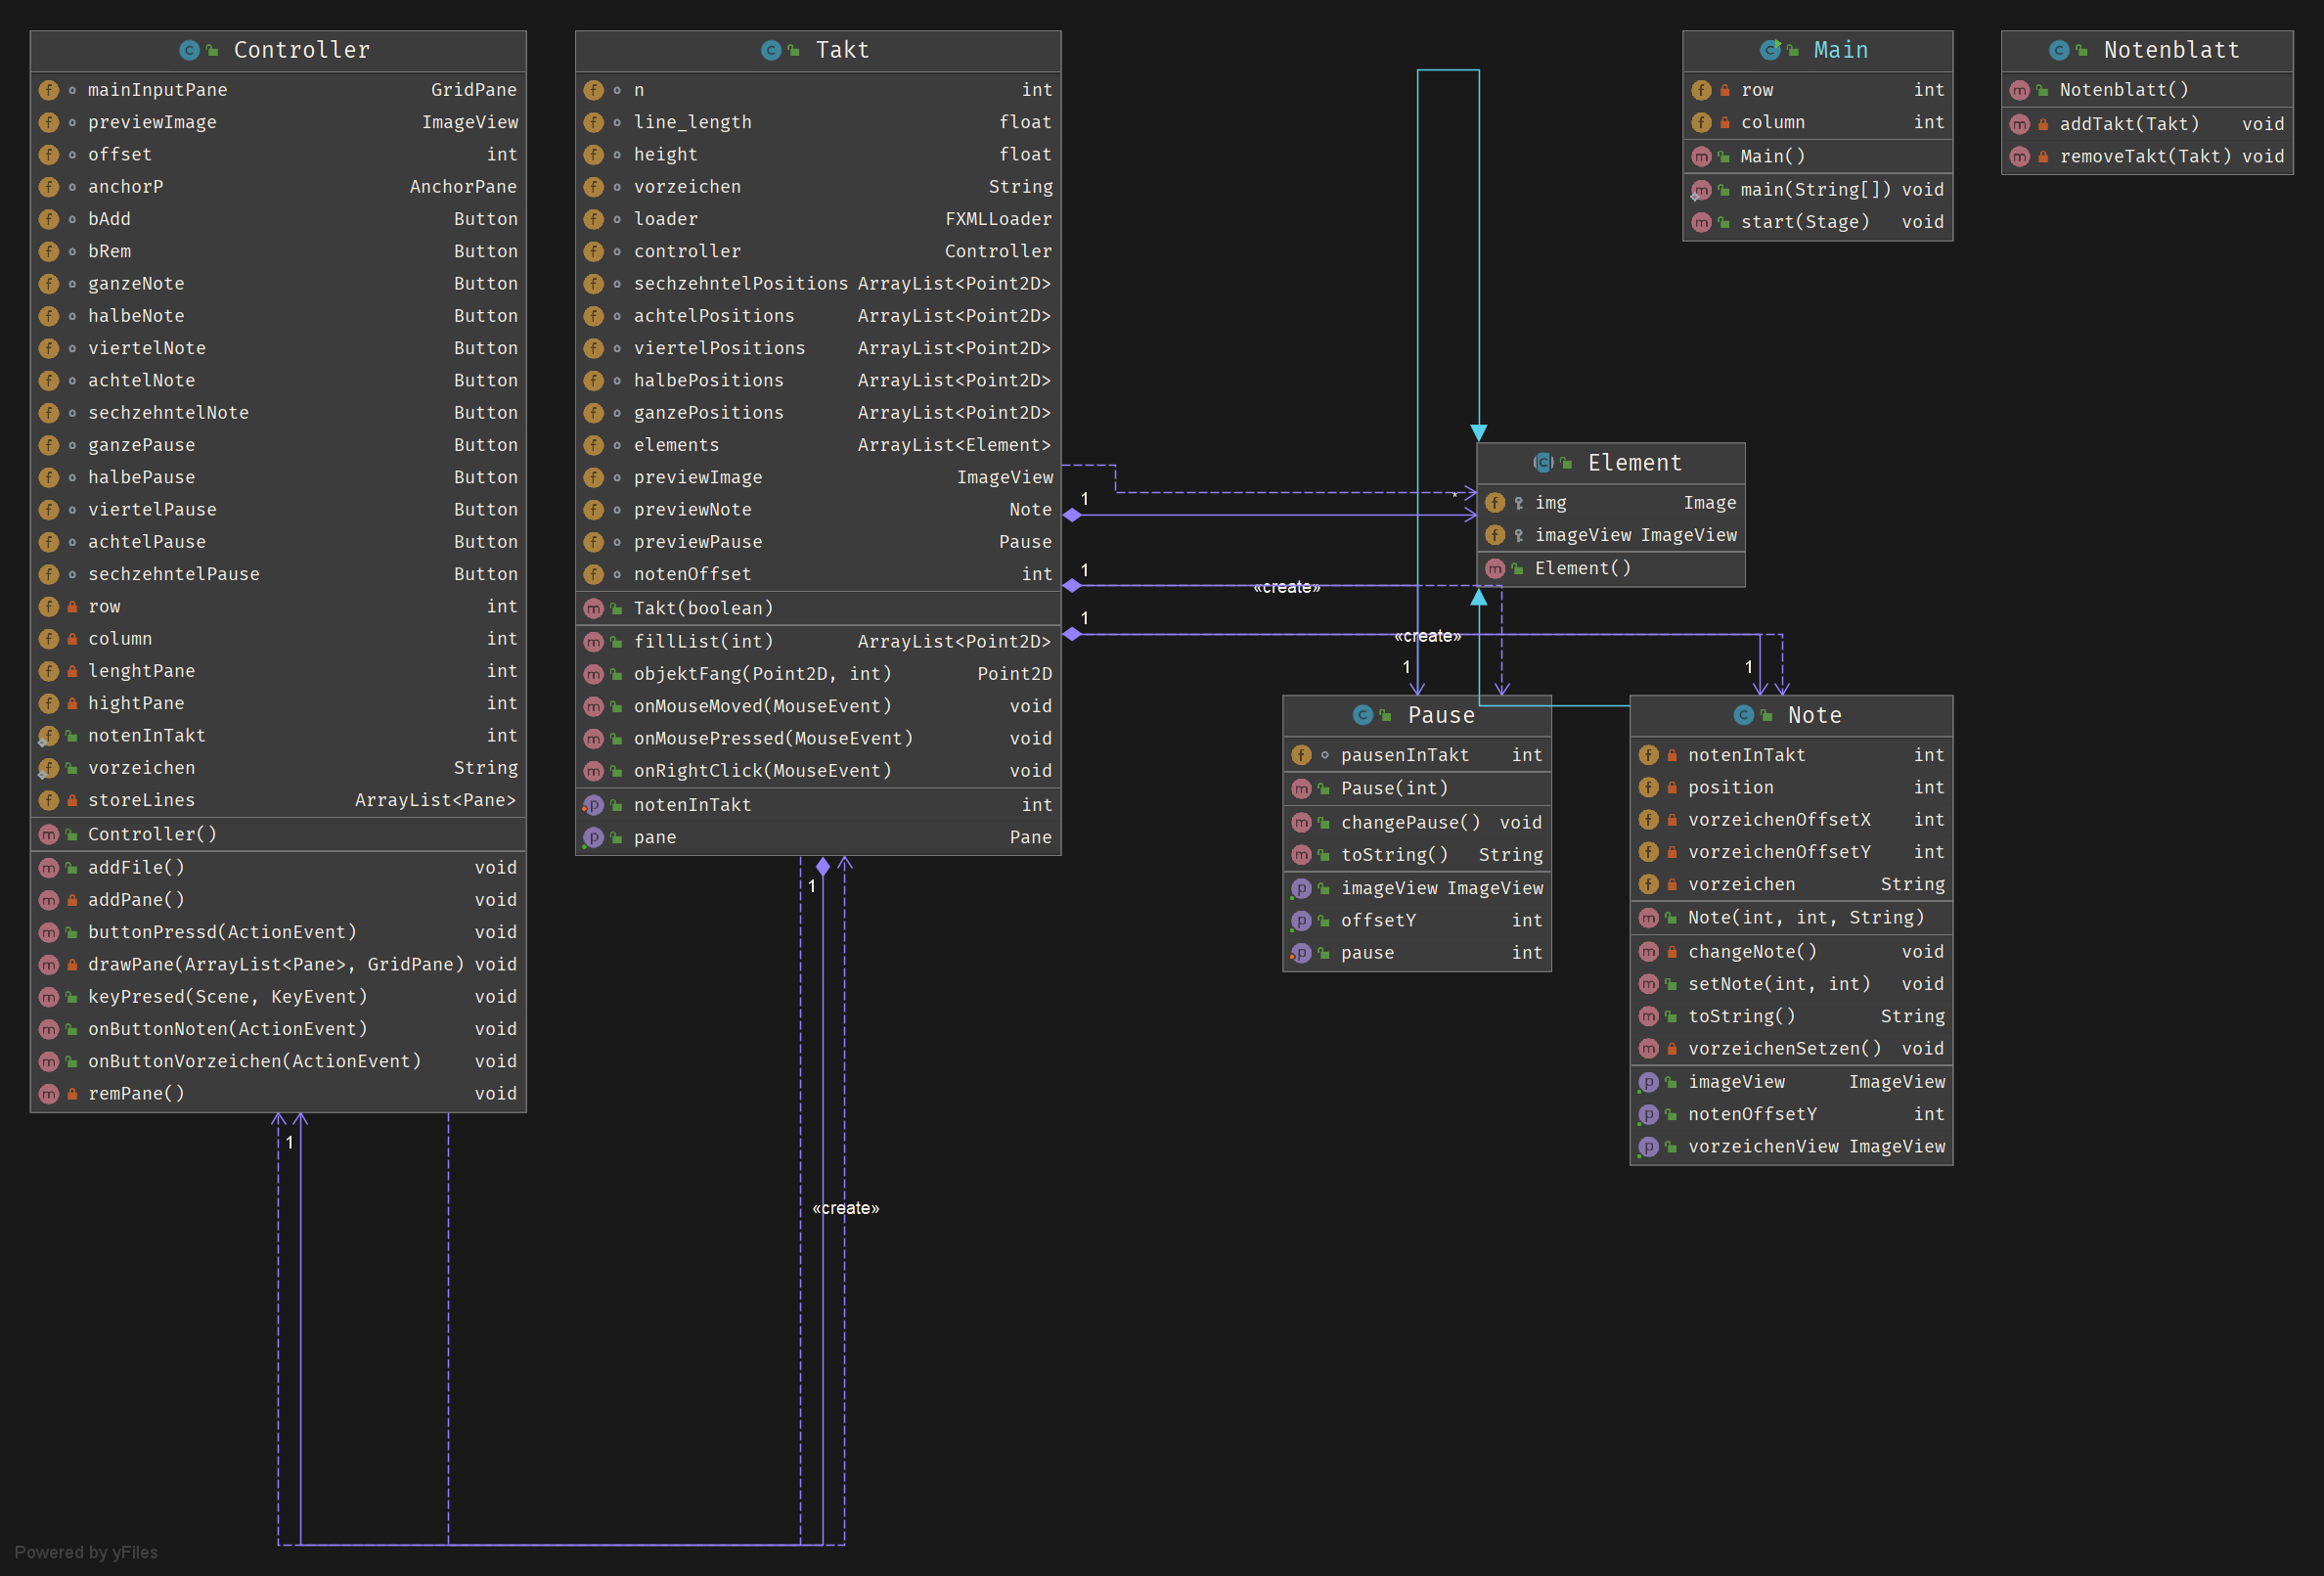 Controller
mainInputPane GridPane
previewImage ImageView
offset int
anchorP AnchorPane
bAdd Button
bRem Button
ganzeNote Button
halbeNote Button
viertelNote Button
achtelNote Button
sechzehntelNote Button
ganzePause Button
halbePause Button
viertelPause Button
achtelPause Button
sechzehntelPause Button
row int
column int
lenghtPane int
hightPane int
notenInTakt int
vorzeichen String
storeLines ArrayList<Pane>
Controller()
addFile() void
addPane() void
buttonPressd(ActionEvent) void
drawPane(ArrayList<Pane>, GridPane) void
keyPresed(Scene, KeyEvent) void
onButtonNoten(ActionEvent) void
onButtonVorzeichen(ActionEvent) void
remPane() void
1
Takt
n int
line_length float
height float
vorzeichen String
loader FXMLLoader
controller Controller
sechzehntelPositions ArrayList<Point2D>
achtelPositions ArrayList<Point2D>
viertelPositions ArrayList<Point2D>
halbePositions ArrayList<Point2D>
ganzePositions ArrayList<Point2D>
elements ArrayList<Element>
previewImage ImageView
previewNote Note
previewPause Pause
notenOffset int
Takt(boolean)
fillList(int) ArrayList<Point2D>
objektFang(Point2D, int) Point2D
onMouseMoved(MouseEvent) void
onMousePressed(MouseEvent) void
onRightClick(MouseEvent) void
notenInTakt int
pane Pane
1
«create»
1
*
1
«create»
1
«create»
1
1
Main
row int
column int
Main()
main(String[]) void
start(Stage) void
Notenblatt
Notenblatt()
addTakt(Takt) void
removeTakt(Takt) void
Element
img Image
imageView ImageView
Element()
Pause
pausenInTakt int
Pause(int)
changePause() void
toString() String
imageView ImageView
offsetY int
pause int
Note
notenInTakt int
position int
vorzeichenOffsetX int
vorzeichenOffsetY int
vorzeichen String
Note(int, int, String)
changeNote() void
setNote(int, int) void
toString() String
vorzeichenSetzen() void
imageView ImageView
notenOffsetY int
vorzeichenView ImageView
Powered by yFiles